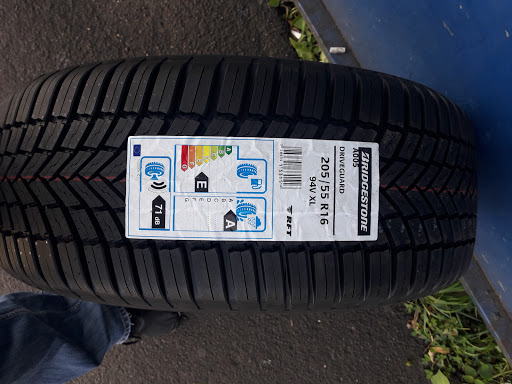 BRIDGESTONE
A005
DRIVEGUARD
205/55 R16
94V XL
RFT
A
G
E
A
A B C D E F G
71 dB